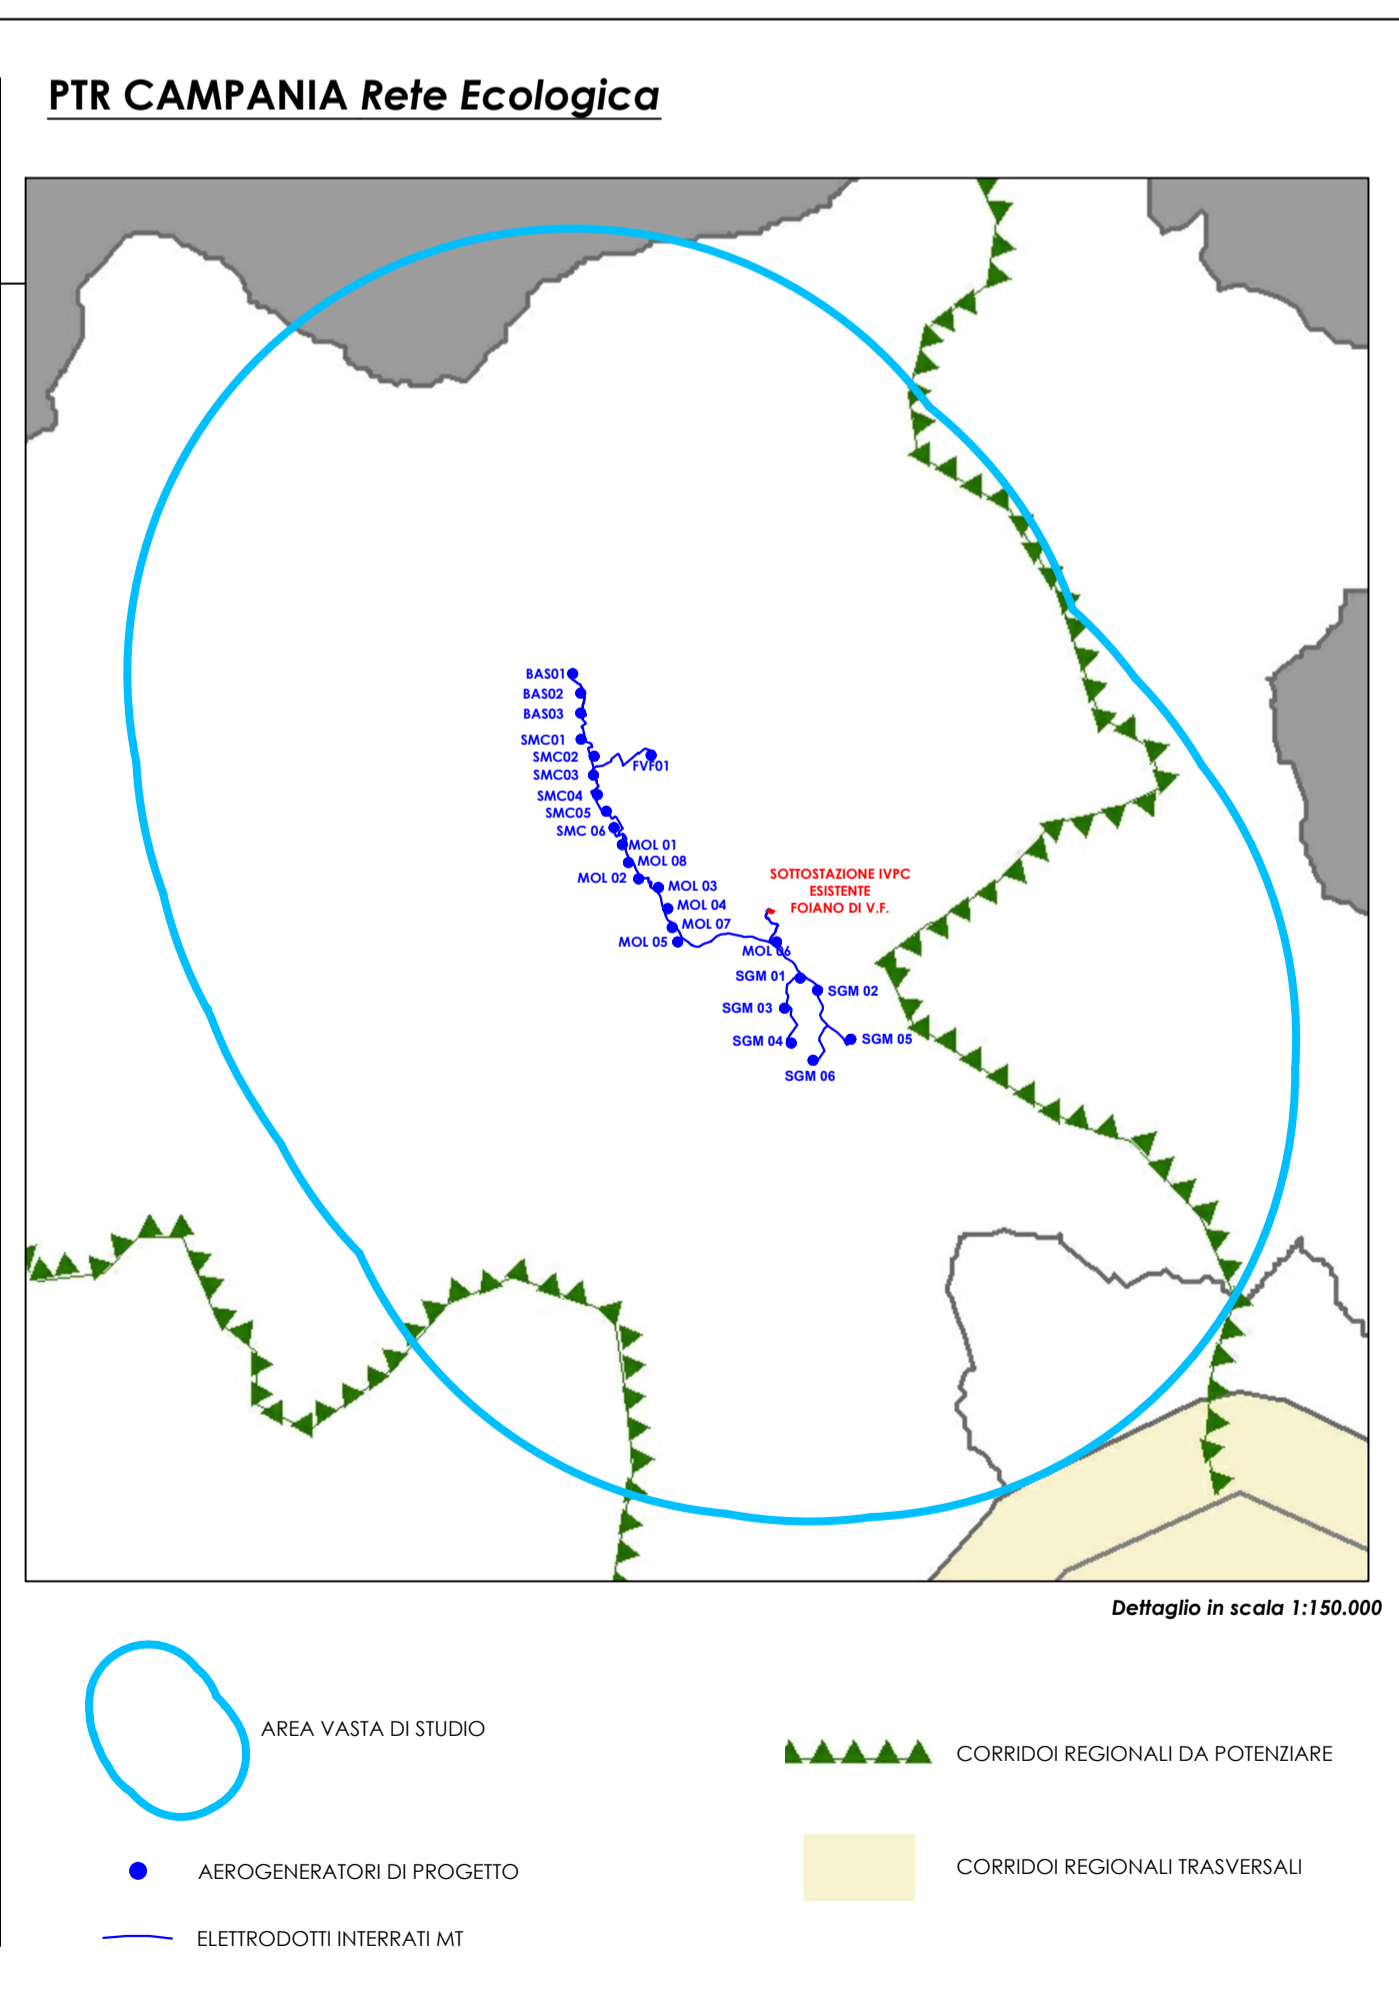 PTR CAMPANIA Rete Ecologica
BAS01
BAS02
BAS03
SMC01
SMC02
FVF01
SMC03
SMC04
SMC05
SMC 06
MOL 01
MOL 08
MOL 02
MOL 03
MOL 04
MOL 07
MOL 05
SOTTOSTAZIONE IVPC
ESISTENTE
FOIANO DI V.F.
MOL 06
SGM 01
SGM 02
SGM 03
SGM 04
SGM 05
SGM 06
Dettaglio in scala 1:150.000
AREA VASTA DI STUDIO
CORRIDOI REGIONALI DA POTENZIARE
AEROGENERATORI DI PROGETTO
CORRIDOI REGIONALI TRASVERSALI
ELETTRODOTTI INTERRATI MT